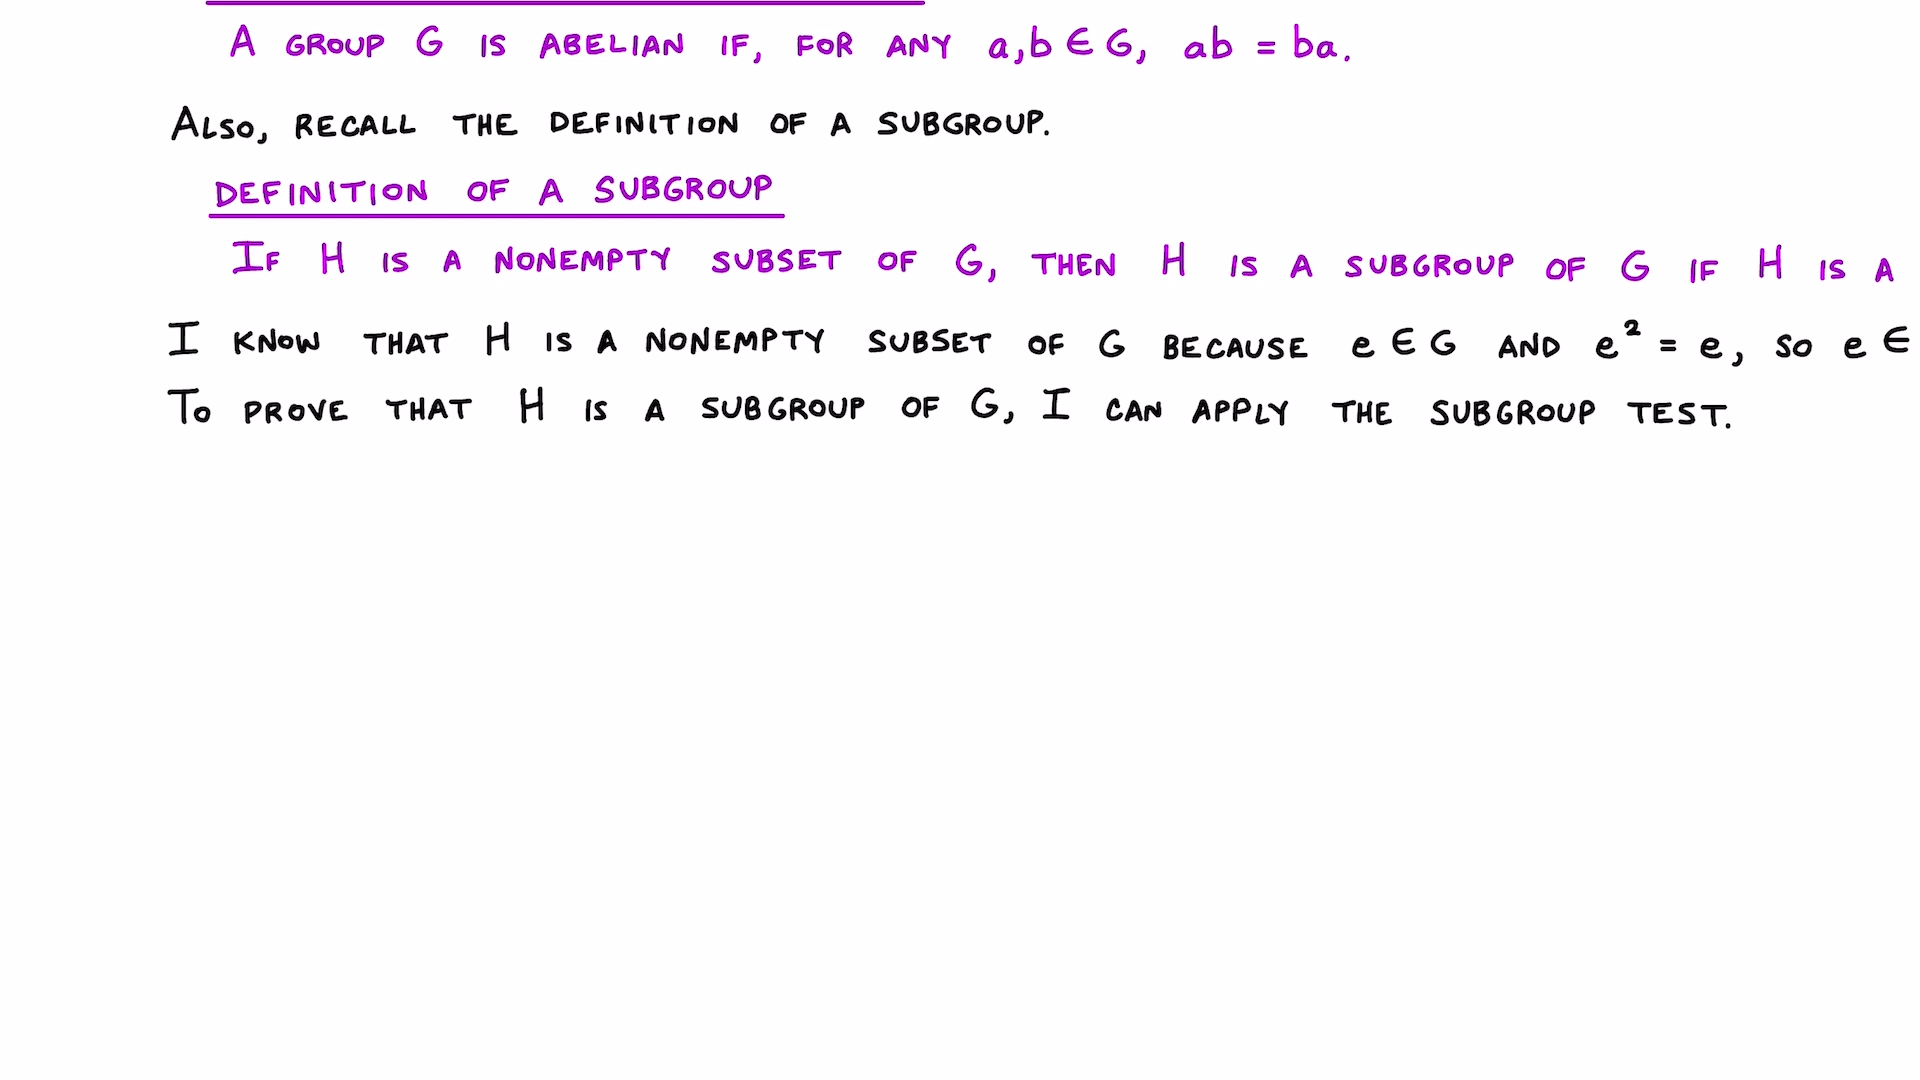 A GROUP G IS ABELIAN IF, FOR ANY a,b ∈ G, ab = ba.
ALSO, RECALL THE DEFINITION OF A SUBGROUP.
DEFINITION OF A SUBGROUP
IF H IS A NONEMPTY SUBSET OF G, THEN H IS A SUBGROUP OF G IF H IS A
I KNOW THAT H IS A NONEMPTY SUBSET OF G BECAUSE e ∈ G AND e² = e, SO e ∈
TO PROVE THAT H IS A SUBGROUP OF G, I CAN APPLY THE SUBGROUP TEST.